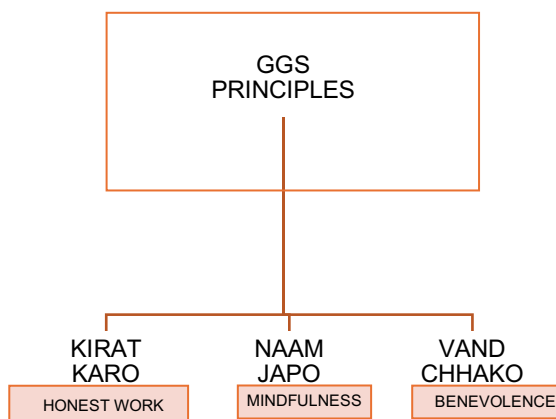 GGS
PRINCIPLES
KIRAT
KARO
NAAM
JAPO
VAND
CHHAKO
HONEST WORK
MINDFULNESS
BENEVOLENCE